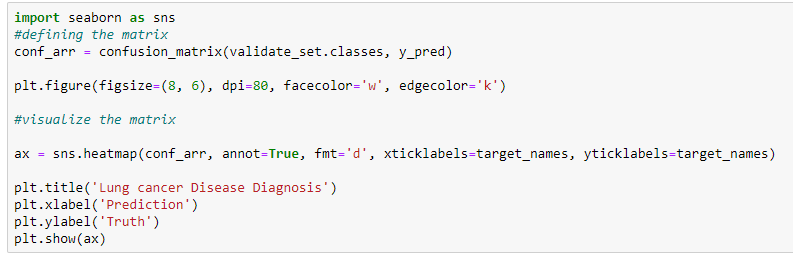 import seaborn as sns
#defining the matrix
conf_arr = confusion_matrix(validate_set.classes, y_pred)
plt.figure(figsize=(8, 6), dpi=80, facecolor='w', edgecolor='k')
#visualize the matrix
ax = sns.heatmap(conf_arr, annot=True, fmt='d', xticklabels=target_names, yticklabels=target_names)
plt.title('Lung cancer Disease Diagnosis')
plt.xlabel('Prediction')
plt.ylabel('Truth')
plt.show(ax)